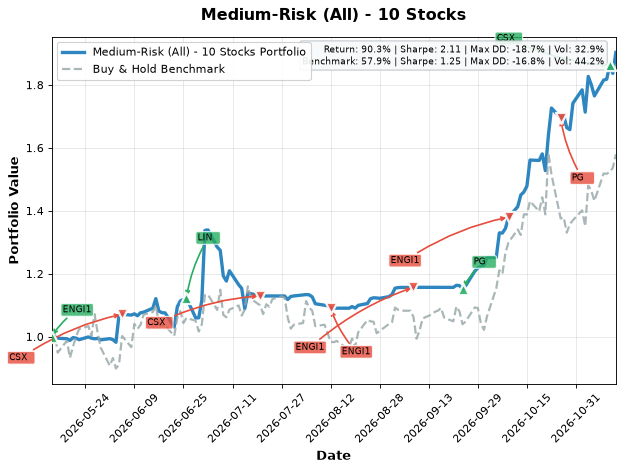 Medium-Risk (All) - 10 Stocks
CSX
Medium-Risk (All) - 10 Stocks Portfolio
Buy & Hold Benchmark
Return: 90.3% | Sharpe: 2.11 | Max DD: -18.7% | Vol: 32.9%
Benchmark: 57.9% | Sharpe: 1.25 | Max DD: -16.8% | Vol: 44.2%
1.8
PG
1.6
Portfolio Value
1.4
LIN
ENGI1
PG
1.2
ENGI1
CSX
1.0
ENGI1
ENGI1
CSX
2026-05-24
2026-06-09
2026-06-25
2026-07-11
2026-07-27
2026-08-12
2026-08-28
2026-09-13
2026-09-29
2026-10-15
2026-10-31
Date